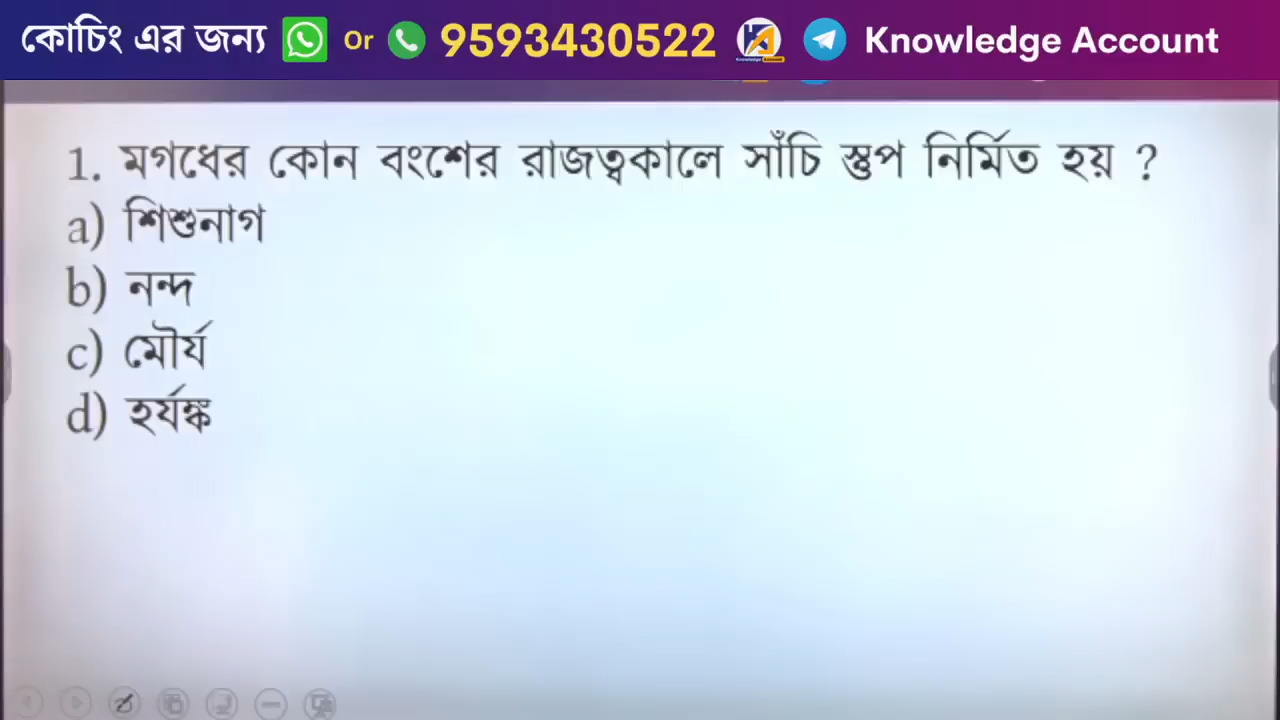 কোচিং এর জন্য Or 9593430522 Knowledge Account
1. মগধের কোন বংশের রাজত্বকালে সাঁচি স্তুপ নির্মিত হয় ?
a) শিশুনাগ
b) নন্দ
c) মৌর্য
d) হর্যঙ্ক